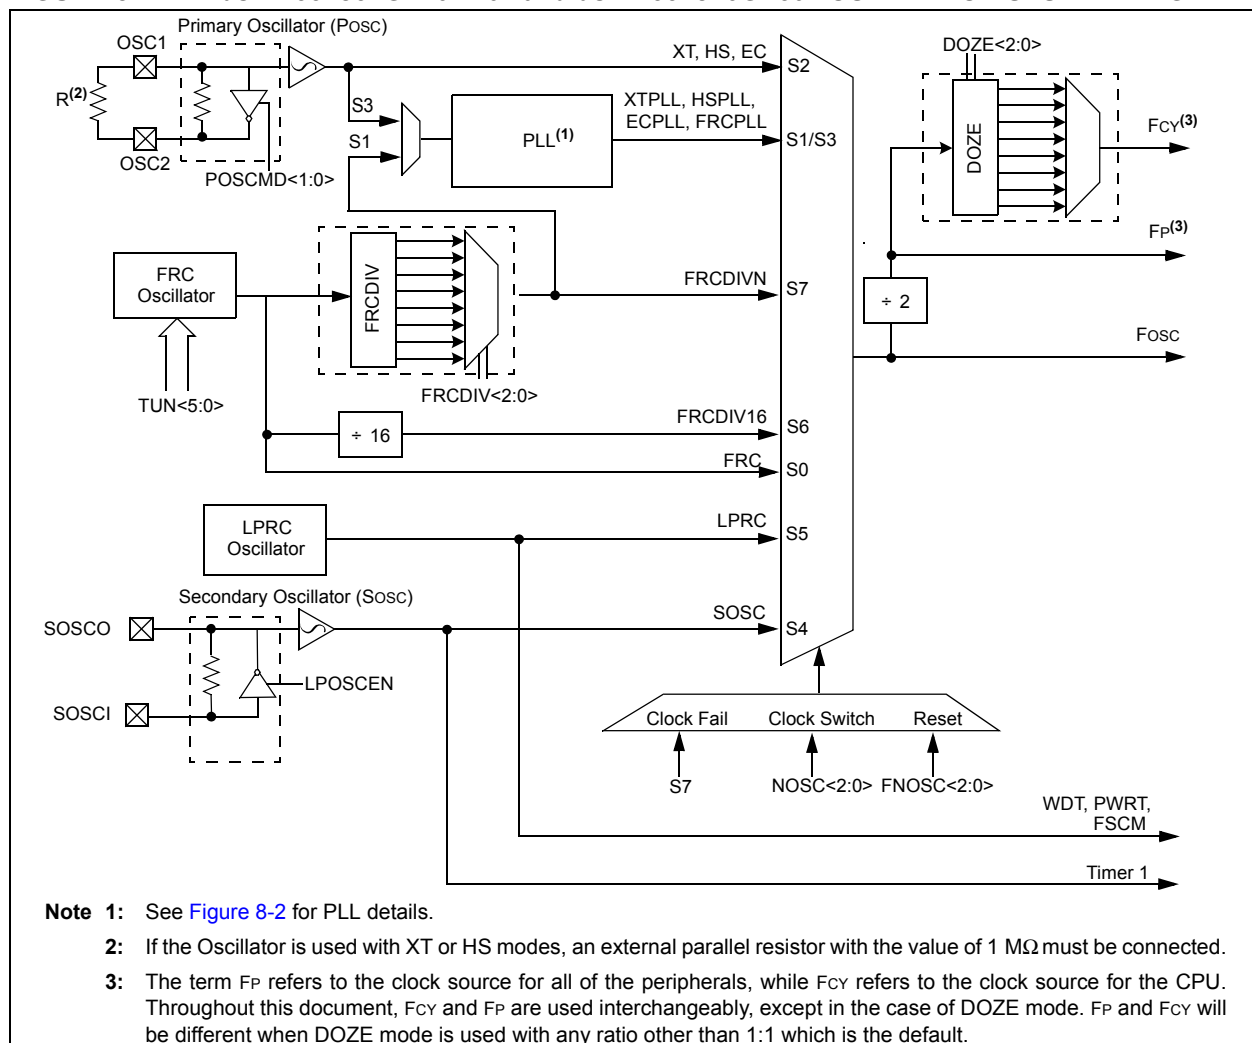 Primary Oscillator (POSC)
OSC1
R(2)
OSC2
POSCMD<1:0>
S3
S1
PLL(1)
XT, HS, EC
S2
XTPLL, HSPLL,
ECPLL, FRCPLL
S1/S3
DOZE<2:0>
DOZE
FCY(3)
FP(3)
÷ 2
FOSC
FRC
Oscillator
TUN<5:0>
FRCDIV
FRCDIV<2:0>
FRCDIVN
S7
÷ 16
FRCDIV16
S6
FRC
S0
LPRC
Oscillator
LPRC
S5
Secondary Oscillator (SOSC)
SOSCO
SOSCI
LPOSCEN
SOSC
S4
Clock Fail
Clock Switch
Reset
S7
NOSC<2:0>
FNOSC<2:0>
WDT, PWRT,
FSCM
Timer 1
Note 1: See Figure 8-2 for PLL details.
2: If the Oscillator is used with XT or HS modes, an external parallel resistor with the value of 1 MΩ must be connected.
3: The term FP refers to the clock source for all of the peripherals, while FCY refers to the clock source for the CPU.
Throughout this document, FCY and FP are used interchangeably, except in the case of DOZE mode. FP and FCY will
be different when DOZE mode is used with any ratio other than 1:1 which is the default.